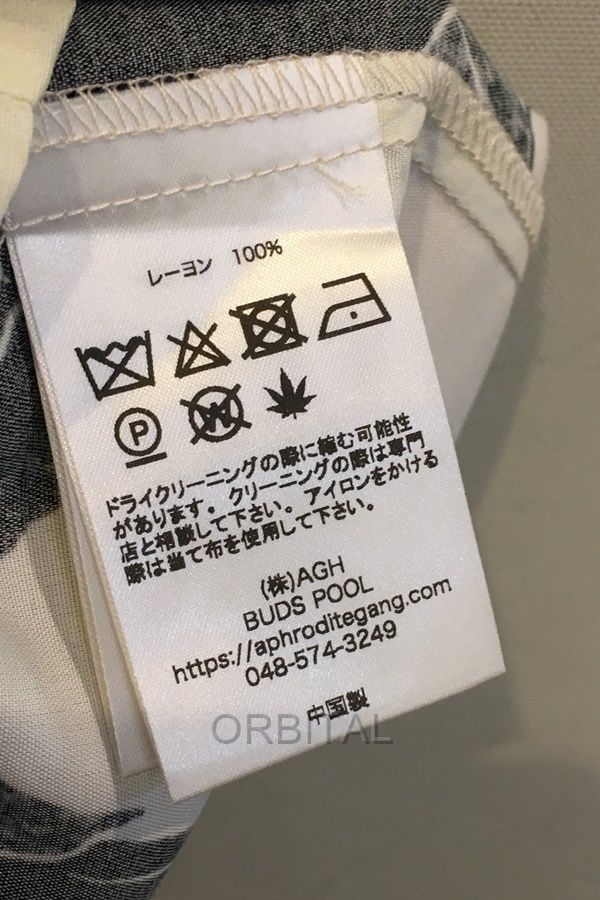 レーヨン 100%
P W
ドライクリーニングの際に縮む可能性
があります。クリーニングの際は専門
店と相談して下さい。アイロンをかける
際は当て布を使用して下さい。
(株)AGH
BUDS POOL
https://aphroditegang.com
048-574-3249
中国製
ORBITAL